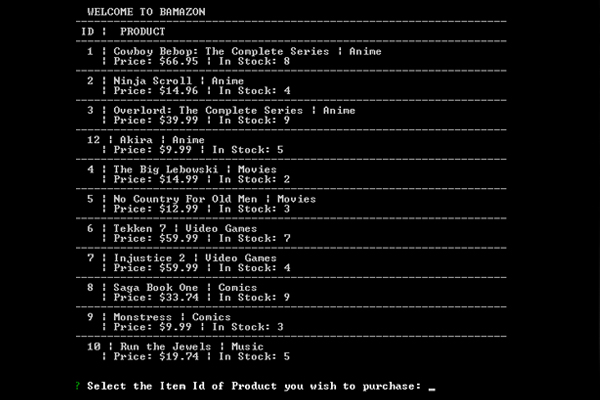 WELCOME TO BAMAZON
ID | PRODUCT
1 | Cowboy Bebop: The Complete Series | Anime
| Price: $66.95 | In Stock: 8
2 | Ninja Scroll | Anime
| Price: $14.96 | In Stock: 4
3 | Overlord: The Complete Series | Anime
| Price: $39.99 | In Stock: 9
12 | Akira | Anime
| Price: $9.99 | In Stock: 5
4 | The Big Lebowski | Movies
| Price: $14.99 | In Stock: 2
5 | No Country For Old Men | Movies
| Price: $12.99 | In Stock: 3
6 | Tekken 7 | Video Games
| Price: $59.99 | In Stock: 7
7 | Injustice 2 | Video Games
| Price: $59.99 | In Stock: 4
8 | Saga Book One | Comics
| Price: $33.74 | In Stock: 9
9 | Monstress | Comics
| Price: $9.99 | In Stock: 3
10 | Run the Jewels | Music
| Price: $19.74 | In Stock: 5
? Select the Item Id of Product you wish to purchase: _